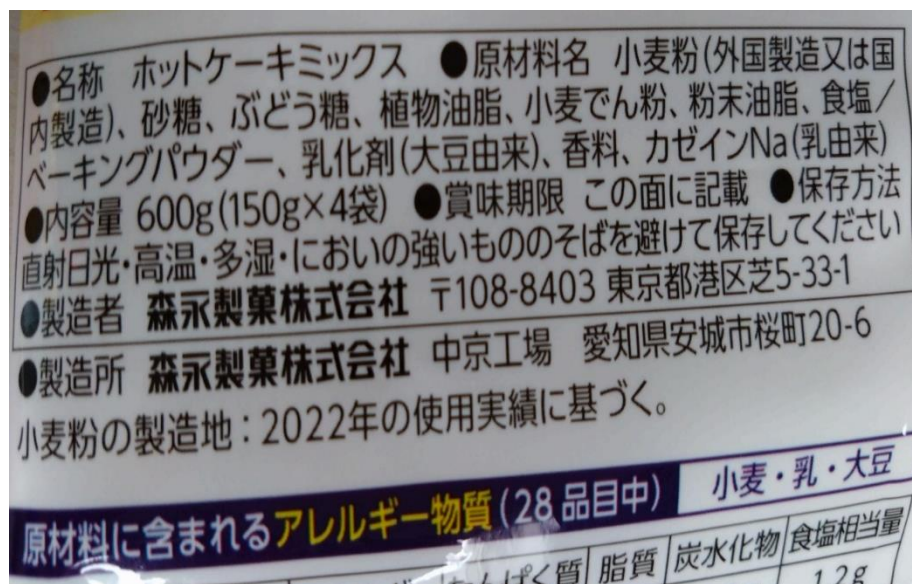 ●名称 ホットケーキミックス ●原材料名 小麦粉(外国製造又は国
内製造)、砂糖、ぶどう糖、植物油脂、小麦でん粉、粉末油脂、食塩/
ベーキングパウダー、乳化剤(大豆由来)、香料、カゼインNa(乳由来)
●内容量 600g(150g×4袋) ●賞味期限 この面に記載 ●保存方法
直射日光・高温・多湿・においの強いもののそばを避けて保存してください
●製造者 森永製菓株式会社 〒108-8403 東京都港区芝5-33-1
●製造所 森永製菓株式会社 中京工場 愛知県安城市桜町20-6
小麦粉の製造地:2022年の使用実績に基づく。
原材料に含まれるアレルギー物質(28品目中) 小麦・乳・大豆
脂質 炭水化物 食塩相当量
1.2g